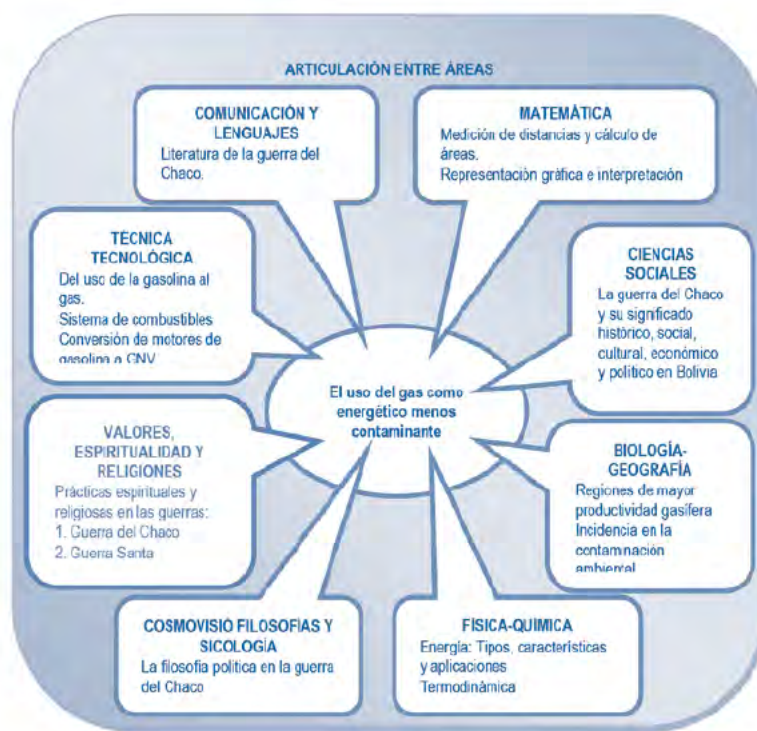 ARTICULACIÓN ENTRE ÁREAS
COMUNICACIÓN Y
LENGUAJES
Literatura de la guerra del
Chaco.
MATEMÁTICA
Medición de distancias y cálculo de
áreas.
Representación gráfica e interpretación
TÉCNICA
TECNOLÓGICA
Del uso de la gasolina al
gas.
Sistema de combustibles
Conversión de motores de
gasolina a GNV
CIENCIAS
SOCIALES
La guerra del Chaco
y su significado
histórico, social,
cultural, económico
y político en Bolivia
El uso del gas como
energético menos
contaminante
VALORES,
ESPIRITUALIDAD Y
RELIGIONES
Prácticas espirituales y
religiosas en las guerras:
1. Guerra del Chaco
2. Guerra Santa
BIOLOGÍA-
GEOGRAFÍA
Regiones de mayor
productividad gasífera
Incidencia en la
contaminación
ambiental
COSMOVISIÓ FILOSOFÍAS Y
SICOLOGÍA
La filosofía política en la guerra
del Chaco
FÍSICA-QUÍMICA
Energía: Tipos, características
y aplicaciones
Termodinámica